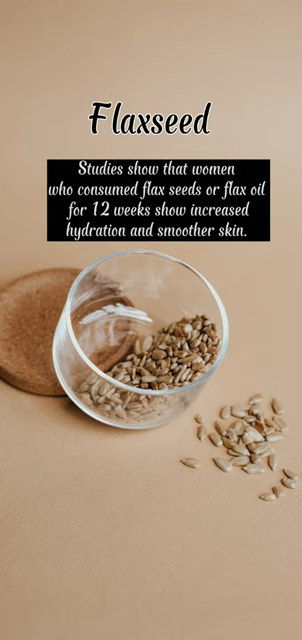 Flaxseed
Studies show that women
who consumed flax seeds or flax oil
for 12 weeks show increased
hydration and smoother skin.